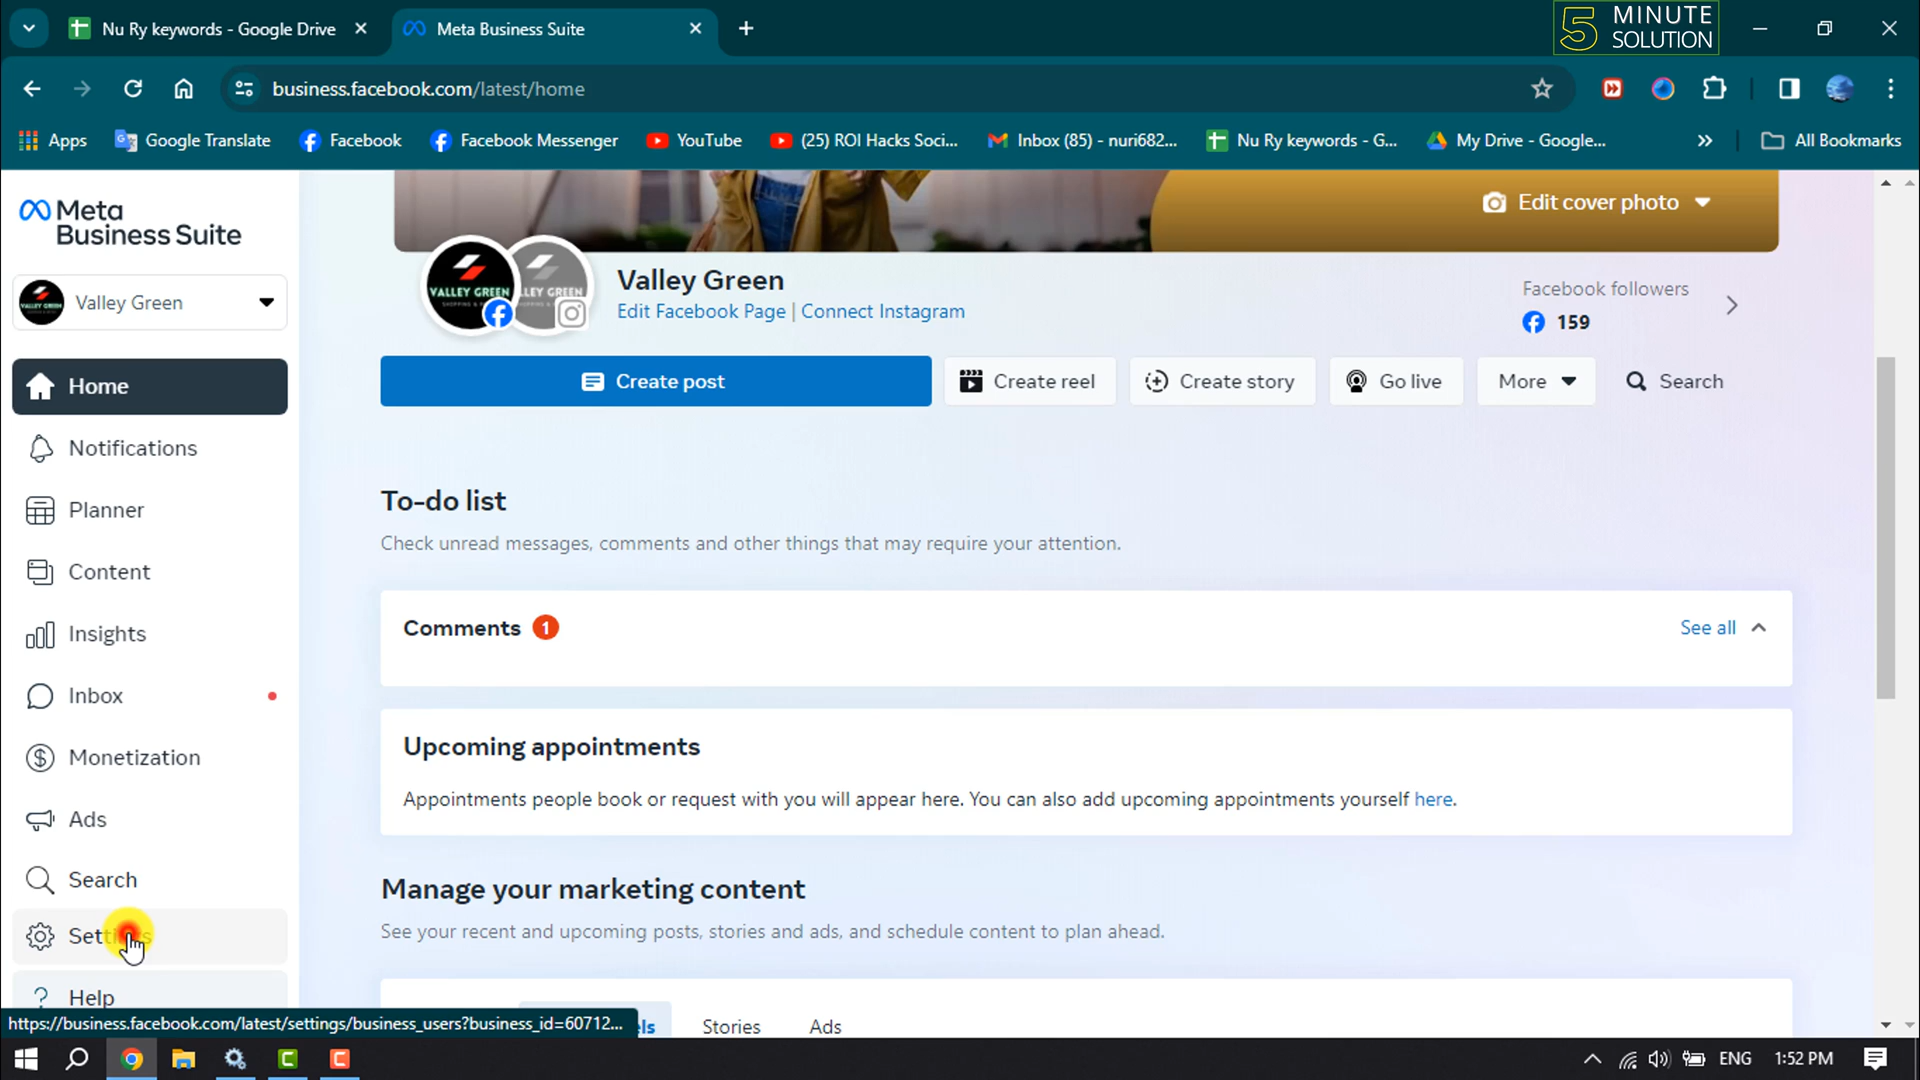 Nu Ry keywords - Google Drive
Meta Business Suite
5 MINUTE
SOLUTION
business.facebook.com/latest/home
Apps
Google Translate
Facebook
Facebook Messenger
YouTube
(25) ROI Hacks Soci...
Inbox (85) - nuri682...
Nu Ry keywords - G...
My Drive - Google...
»
All Bookmarks
Meta
Business Suite
Valley Green
Home
Notifications
Planner
Content
Insights
Inbox
Monetization
Ads
Search
Help
https://business.facebook.com/latest/settings/business_users?business_id=60712...
Edit cover photo
VALLEY GREEN
Valley Green
Edit Facebook Page | Connect Instagram
Facebook followers
159
Create post
Create reel
Create story
Go live
More
Search
To-do list
Check unread messages, comments and other things that may require your attention.
Comments 1
See all
Upcoming appointments
Appointments people book or request with you will appear here. You can also add upcoming appointments yourself here.
Manage your marketing content
See your recent and upcoming posts, stories and ads, and schedule content to plan ahead.
Stories
Ads
ENG
1:52 PM